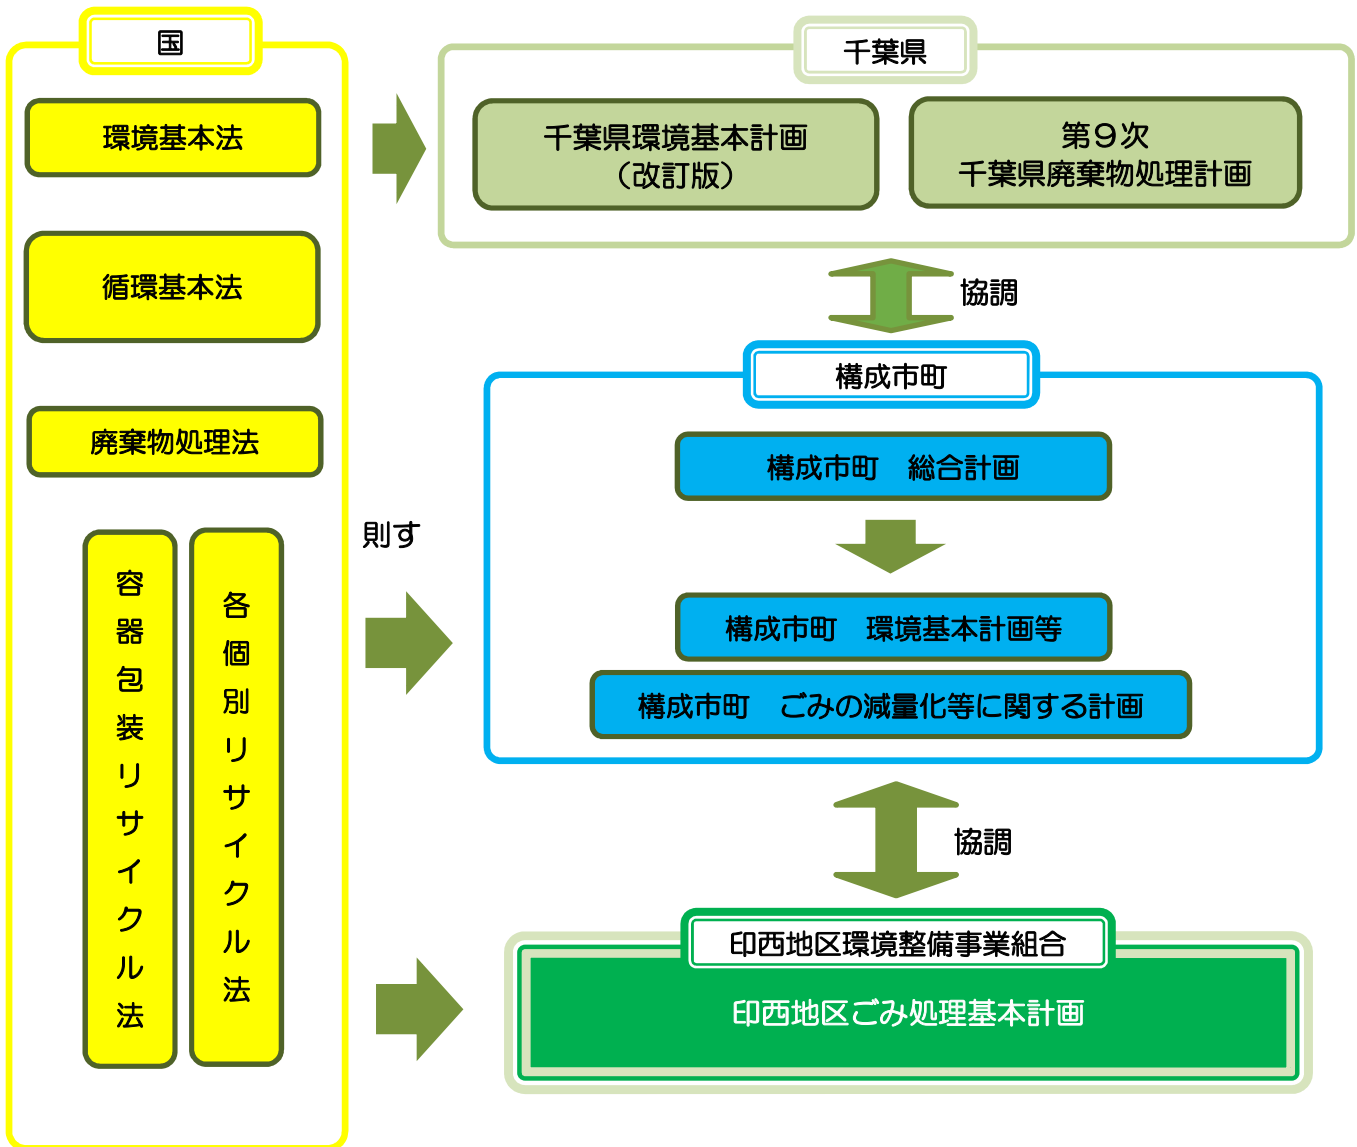 国
環境基本法
循環基本法
廃棄物処理法
容器包装リサイクル法
各個別リサイクル法
則す
千葉県
千葉県環境基本計画
（改訂版）
第９次
千葉県廃棄物処理計画
協調
構成市町
構成市町　総合計画
構成市町　環境基本計画等
構成市町　ごみの減量化等に関する計画
協調
印西地区環境整備事業組合
印西地区ごみ処理基本計画